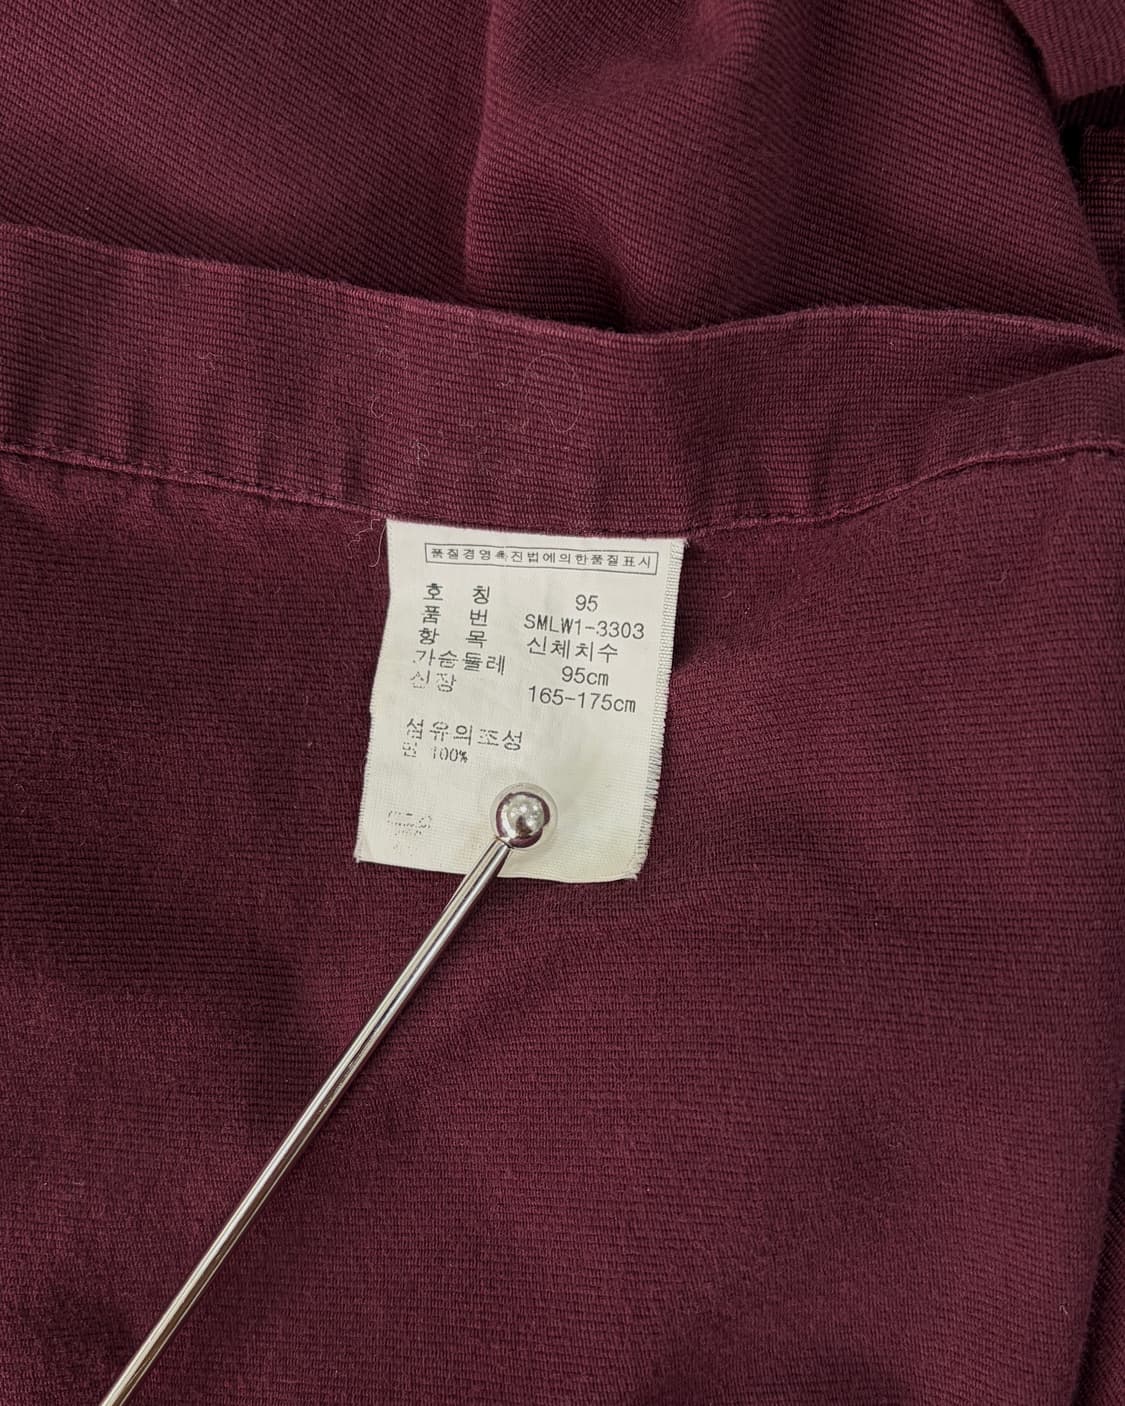 품질경영촉진법에의한품질표시
호 칭 95
품 번 SMLW1-3303
항 목 신체치수
가슴둘레 95cm
신장 165-175cm
섬유의조성
면 100%